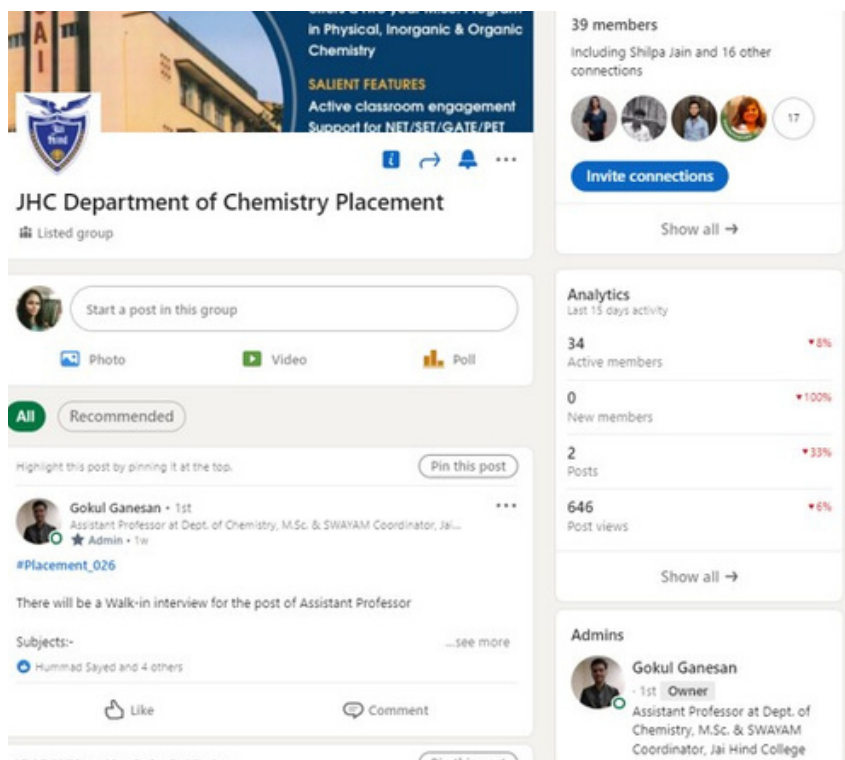 in Physical, Inorganic & Organic
Chemistry
SALIENT FEATURES
Active classroom engagement
Support for NET/SET/GATE/PET
JAI
HIND
JHC Department of Chemistry Placement
Listed group
Start a post in this group
Photo
Video
Poll
All
Recommended
Highlight this post by pinning it at the top.
Pin this post
Gokul Ganesan • 1st
Assistant Professor at Dept. of Chemistry, M.Sc. & SWAYAM Coordinator, Jai...
Admin • 1w
#Placement_026
There will be a Walk-in interview for the post of Assistant Professor
Subjects:-
...see more
Hummad Sayed and 4 others
Like
Comment
39 members
Including Shilpa Jain and 16 other
connections
17
Invite connections
Show all →
Analytics
Last 15 days activity
34
▼8%
Active members
0
▼100%
New members
2
▼33%
Posts
646
▼6%
Post views
Show all →
Admins
Gokul Ganesan
· 1st Owner
Assistant Professor at Dept. of
Chemistry, M.Sc. & SWAYAM
Coordinator, Jai Hind College